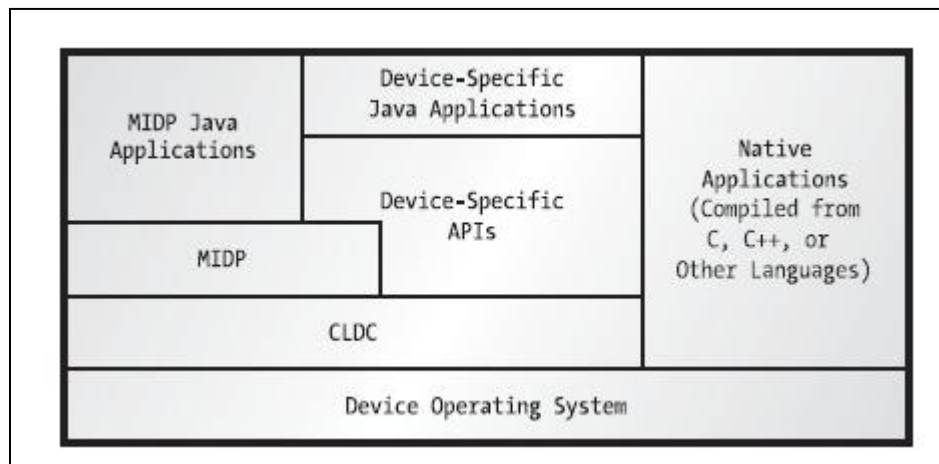 MIDP Java
Applications
Device-Specific
Java Applications
Device-Specific
APIs
Native
Applications
(Compiled from
C, C++, or
Other Languages)
MIDP
CLDC
Device Operating System